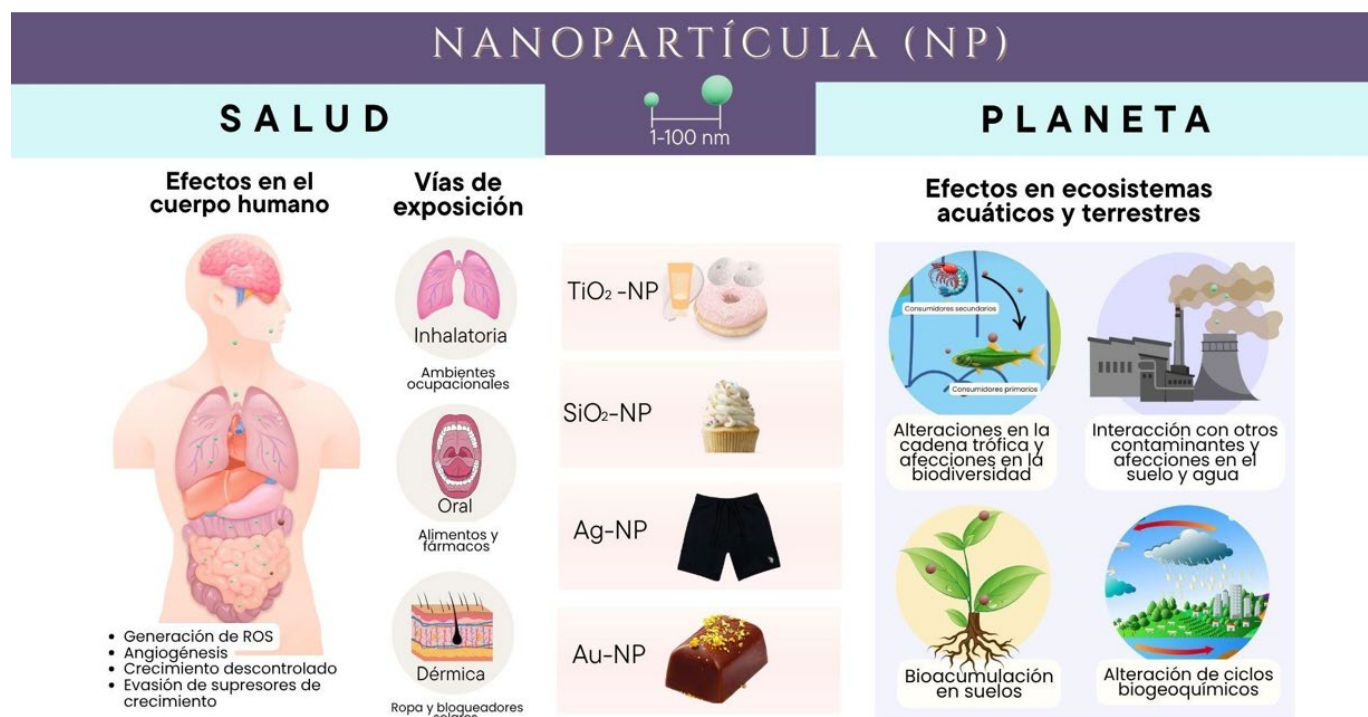 NANOPARTÍCULA (NP)
SALUD
1-100 nm
PLANETA
Efectos en el
cuerpo humano
Vías de
exposición
Efectos en ecosistemas
acuáticos y terrestres
Inhalatoria
Ambientes
ocupacionales
Oral
Alimentos y
fármacos
Dérmica
Ropa y bloqueadores
solares
• Generación de ROS
• Angiogénesis
• Crecimiento descontrolado
• Evasión de supresores de
crecimiento
TiO₂ -NP
SiO₂-NP
Ag-NP
Au-NP
Consumidores secundarios
Consumidores primarios
Alteraciones en la
cadena trófica y
afecciones en la
biodiversidad
Interacción con otros
contaminantes y
afecciones en el
suelo y agua
Bioacumulación
en suelos
Alteración de ciclos
biogeoquímicos